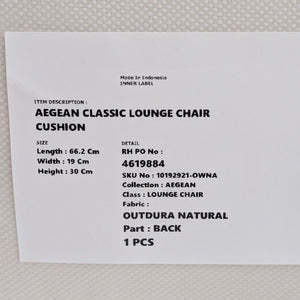 Made In Indonesia
INNER LABEL
ITEM DESCRIPTION :
AEGEAN CLASSIC LOUNGE CHAIR
CUSHION
SIZE
Length : 66.2 Cm
Width : 19 Cm
Height : 30 Cm
DETAIL
RH PO No :
4619884
SKU No : 10192921-OWNA
Collection : AEGEAN
Class : LOUNGE CHAIR
Fabric :
OUTDURA NATURAL
Part : BACK
1 PCS